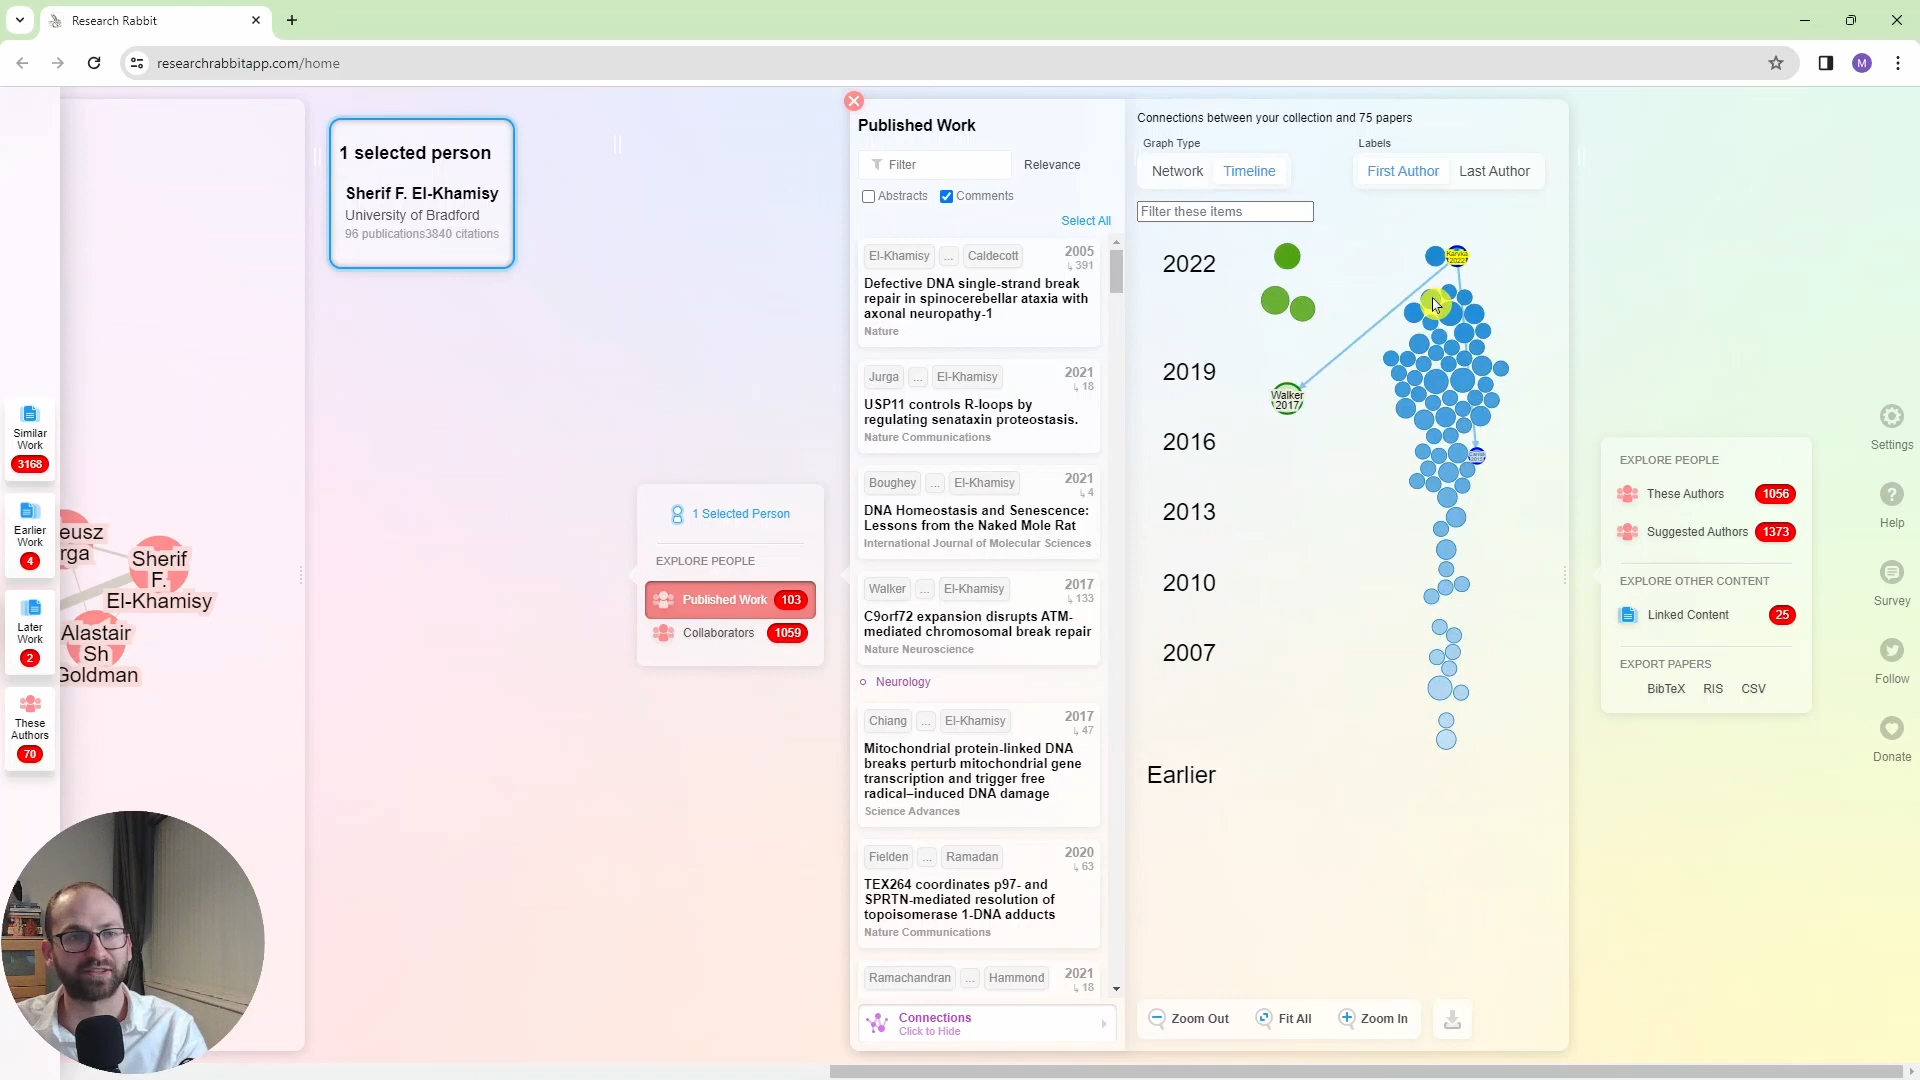 Research Rabbit
researchrabbitapp.com/home
M
Similar
Work
3168
Earlier
Work
4
Later
Work
2
These
Authors
70
eusz
rga
Sherif
F.
El-Khamisy
Alastair
Sh
Goldman
1 selected person
Sherif F. El-Khamisy
University of Bradford
96 publications3840 citations
1 Selected Person
EXPLORE PEOPLE
Published Work 103
Collaborators 1059
Published Work
Filter
Relevance
Abstracts
Comments
Select All
El-Khamisy ... Caldecott 2005
↳ 391
Defective DNA single-strand break
repair in spinocerebellar ataxia with
axonal neuropathy-1
Nature
Jurga ... El-Khamisy 2021
↳ 18
USP11 controls R-loops by
regulating senataxin proteostasis.
Nature Communications
Boughey ... El-Khamisy 2021
↳ 4
DNA Homeostasis and Senescence:
Lessons from the Naked Mole Rat
International Journal of Molecular Sciences
Walker ... El-Khamisy 2017
↳ 133
C9orf72 expansion disrupts ATM-
mediated chromosomal break repair
Nature Neuroscience
Neurology
Chiang ... El-Khamisy 2017
↳ 47
Mitochondrial protein-linked DNA
breaks perturb mitochondrial gene
transcription and trigger free
radical–induced DNA damage
Science Advances
Fielden ... Ramadan 2020
↳ 63
TEX264 coordinates p97- and
SPRTN-mediated resolution of
topoisomerase 1-DNA adducts
Nature Communications
Ramachandran ... Hammond 2021
↳ 18
Connections
Click to Hide
Connections between your collection and 75 papers
Graph Type
Network Timeline
Labels
First Author Last Author
Filter these items
2022
2019
2016
2013
2010
2007
Earlier
Walker
2017
Zoom Out
Fit All
Zoom In
EXPLORE PEOPLE
These Authors 1056
Suggested Authors 1373
EXPLORE OTHER CONTENT
Linked Content 25
EXPORT PAPERS
BibTeX RIS CSV
Settings
Help
Survey
Follow
Donate